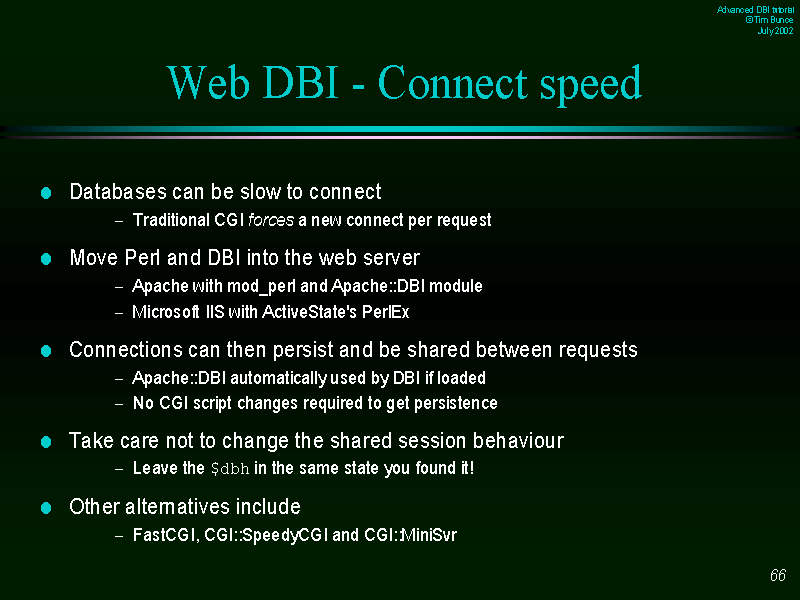 Advanced DBI tutorial
© Tim Bunce
July 2002
Web DBI - Connect speed
Databases can be slow to connect
– Traditional CGI forces a new connect per request
Move Perl and DBI into the web server
– Apache with mod_perl and Apache::DBI module
– Microsoft IIS with ActiveState's PerlEx
Connections can then persist and be shared between requests
– Apache::DBI automatically used by DBI if loaded
– No CGI script changes required to get persistence
Take care not to change the shared session behaviour
– Leave the $dbh in the same state you found it!
Other alternatives include
– FastCGI, CGI::SpeedyCGI and CGI::MiniSvr
66